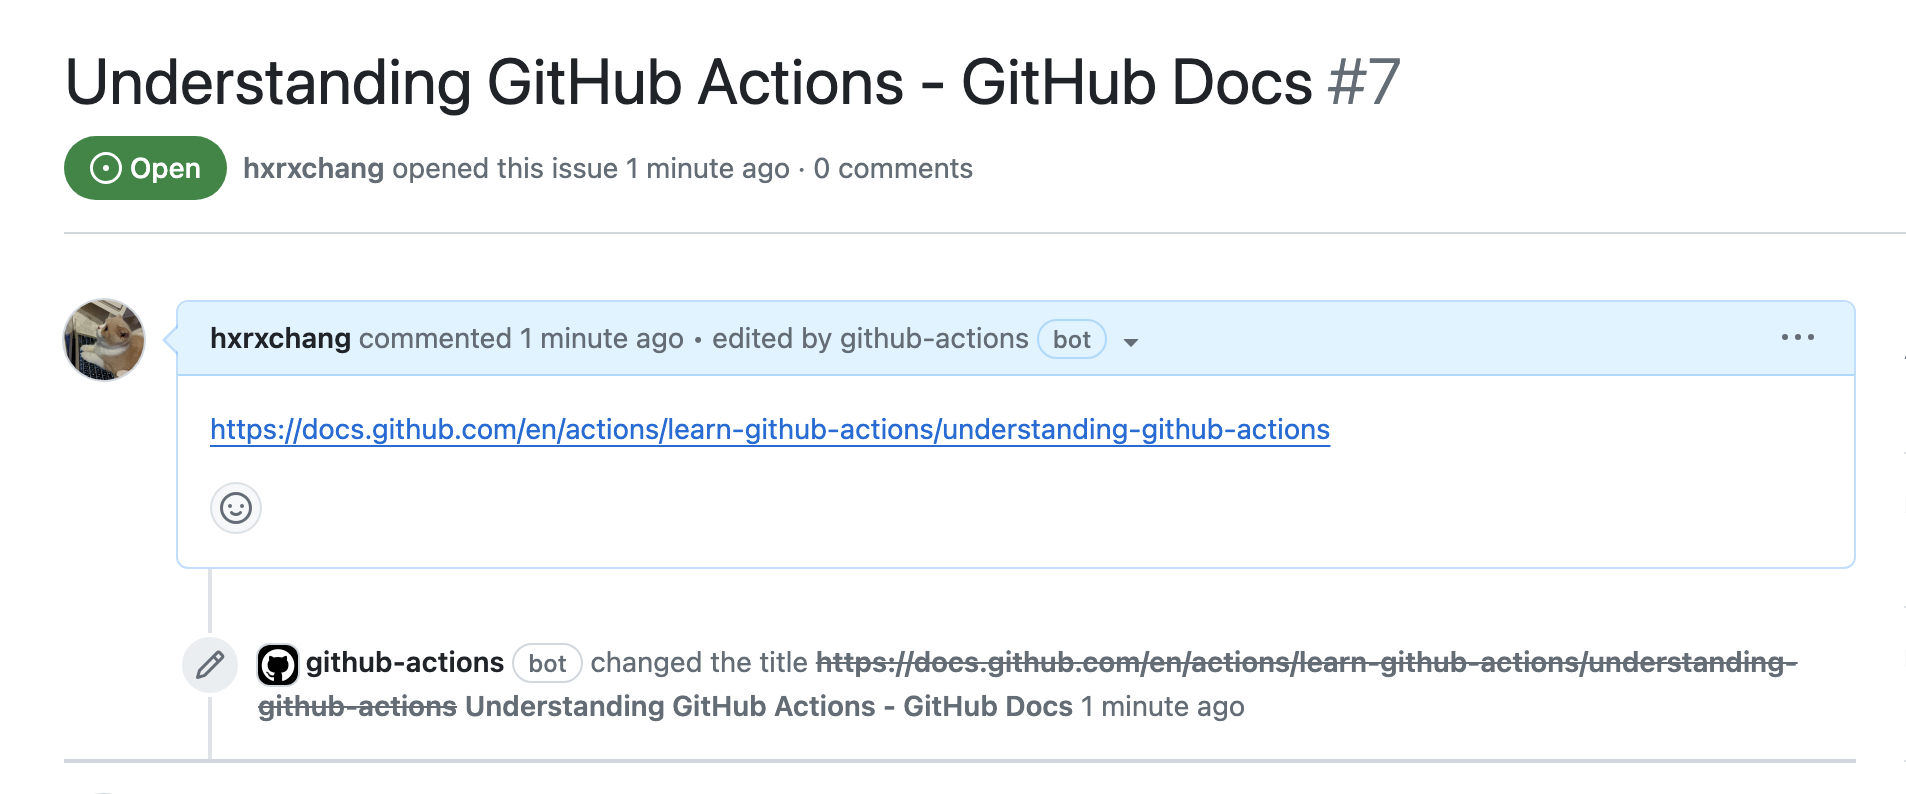 Understanding GitHub Actions - GitHub Docs #7
Open hxrxchang opened this issue 1 minute ago · 0 comments
hxrxchang commented 1 minute ago • edited by github-actions bot
https://docs.github.com/en/actions/learn-github-actions/understanding-github-actions
github-actions bot changed the title https://docs.github.com/en/actions/learn-github-actions/understanding-
github-actions Understanding GitHub Actions - GitHub Docs 1 minute ago